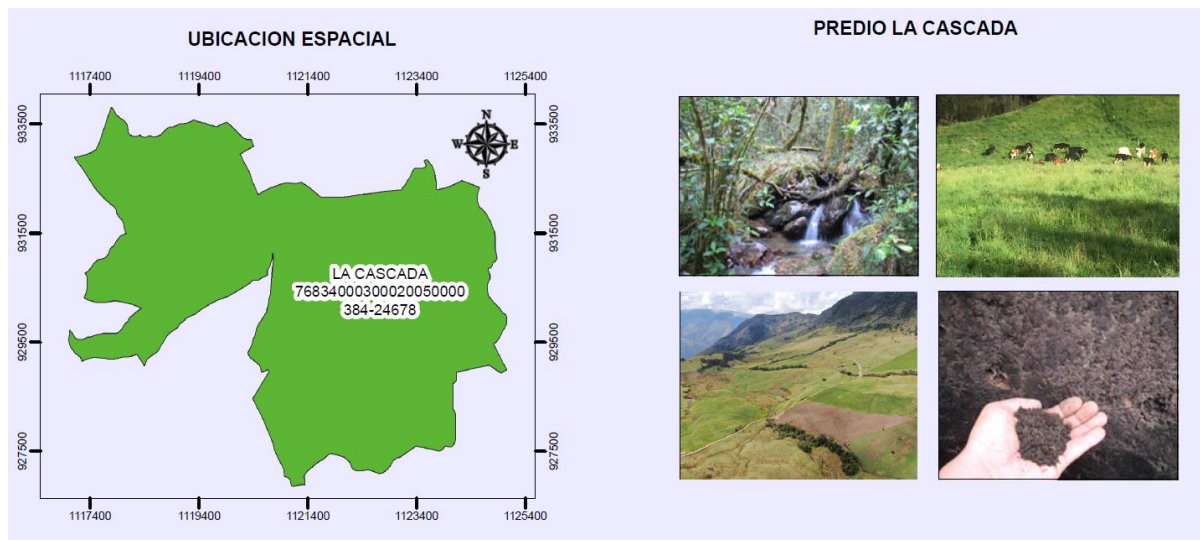 UBICACION ESPACIAL
1117400 1119400 1121400 1123400 1125400
933500 933500
N
W E
S
931500 931500
LA CASCADA
76834000300020050000
384-24678
929500 929500
927500 927500
1117400 1119400 1121400 1123400 1125400
PREDIO LA CASCADA